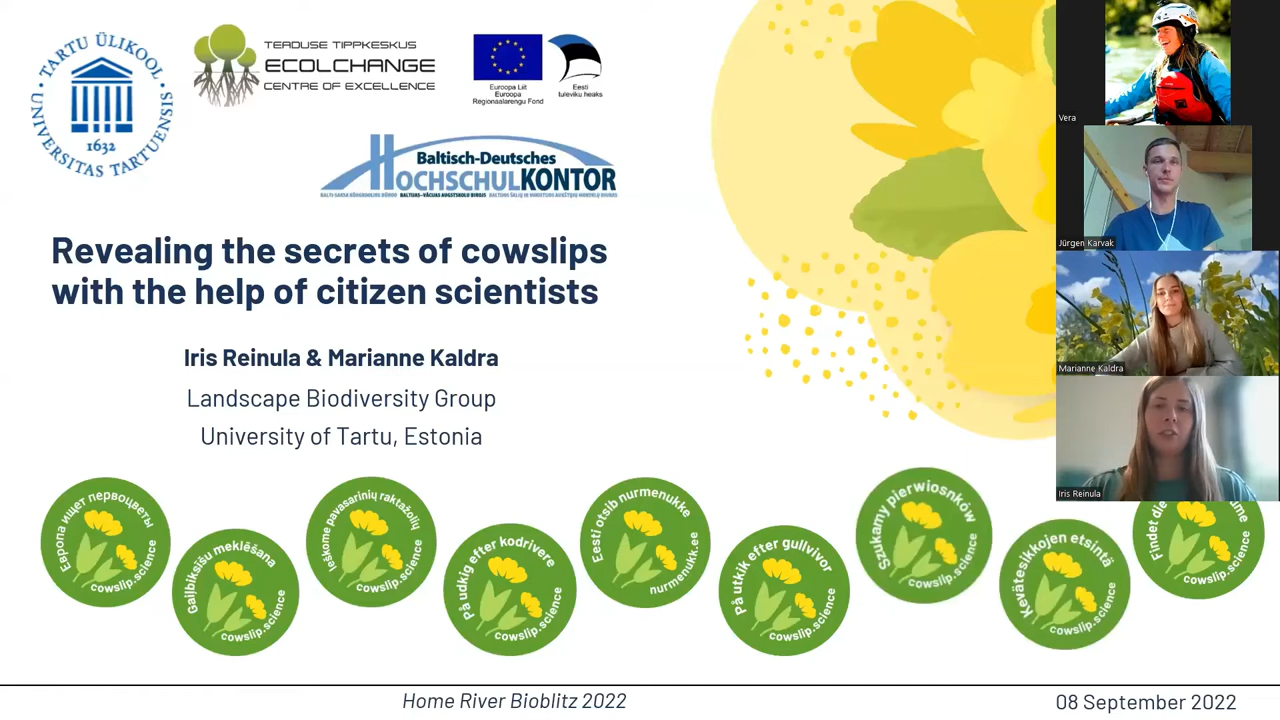 TARTU ÜLIKOOL
UNIVERSITAS TARTUENSIS
1632
TEADUSE TIPPKESKUS
ECOLCHANGE
CENTRE OF EXCELLENCE
Euroopa Liit
Euroopa
Regionaalarengu Fond
Eesti
tuleviku heaks
Baltisch-Deutsches
HOCHSCHULKONTOR
Revealing the secrets of cowslips
with the help of citizen scientists
Iris Reinula & Marianne Kaldra
Landscape Biodiversity Group
University of Tartu, Estonia
Vera
Jürgen Karvak
Marianne Kaldra
Iris Reinula
Европа ищет первоцветы
cowslip.science
Gaiļbiksīšu meklēšana
cowslip.science
Ieškome pavasarinių raktažolių
cowslip.science
På udkig efter kodrivere
cowslip.science
Eesti otsib nurmenukke
nurmenukk.ee
På utkik efter gullvivor
cowslip.science
Szukamy pierwiosnków
cowslip.science
Kevätesikkojen etsintä
cowslip.science
Findet die
cowslip.science
Home River Bioblitz 2022
08 September 2022